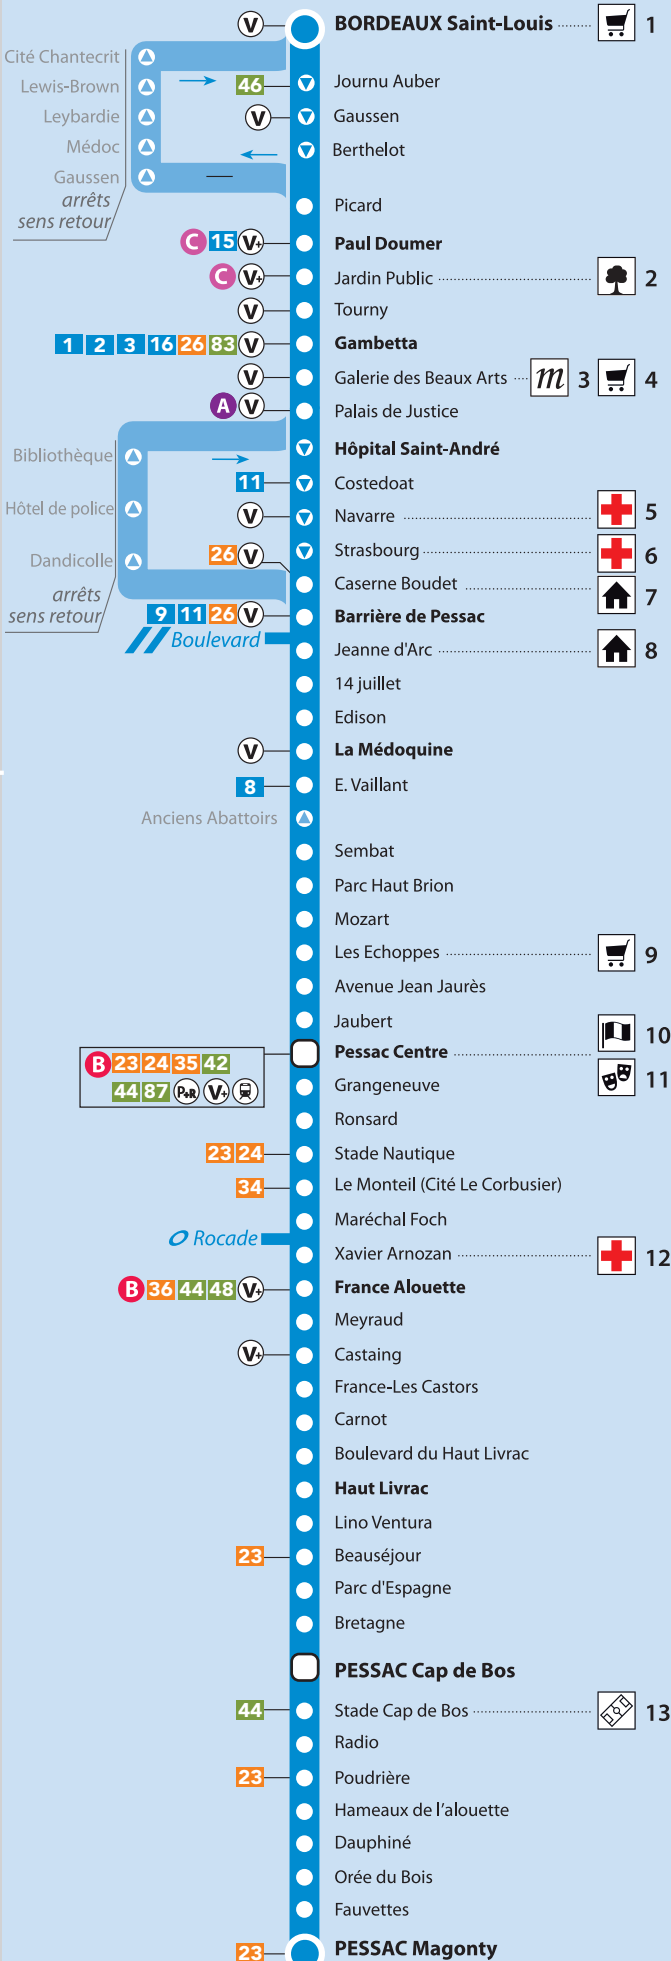 V BORDEAUX Saint-Louis 1
Cité Chantecrit
Lewis-Brown 46 Journu Auber
Leybardie V Gaussen
Médoc Berthelot
Gaussen
arrêts
sens retour
Picard
C 15 V+ Paul Doumer
C V+ Jardin Public 2
V Tourny
1 2 3 16 26 83 V Gambetta
V Galerie des Beaux Arts m 3 4
A V Palais de Justice
Hôpital Saint-André
Bibliothèque
11 Costedoat
Hôtel de police V Navarre 5
26 V Strasbourg 6
Dandicolle
Caserne Boudet 7
arrêts
sens retour
9 11 26 V Barrière de Pessac
Boulevard
Jeanne d'Arc 8
14 juillet
Edison
V La Médoquine
8 E. Vaillant
Anciens Abattoirs
Sembat
Parc Haut Brion
Mozart
Les Echoppes 9
Avenue Jean Jaurès
Jaubert
10
Pessac Centre
B 23 24 35 42
11
44 87 P+R V+
Grangeneuve
Ronsard
23 24 Stade Nautique
34 Le Monteil (Cité Le Corbusier)
Maréchal Foch
Rocade
Xavier Arnozan 12
B 36 44 48 V+ France Alouette
Meyraud
V+ Castaing
France-Les Castors
Carnot
Boulevard du Haut Livrac
Haut Livrac
Lino Ventura
23 Beauséjour
Parc d'Espagne
Bretagne
PESSAC Cap de Bos
44 Stade Cap de Bos 13
Radio
23 Poudrière
Hameaux de l'alouette
Dauphiné
Orée du Bois
Fauvettes
23 PESSAC Magonty